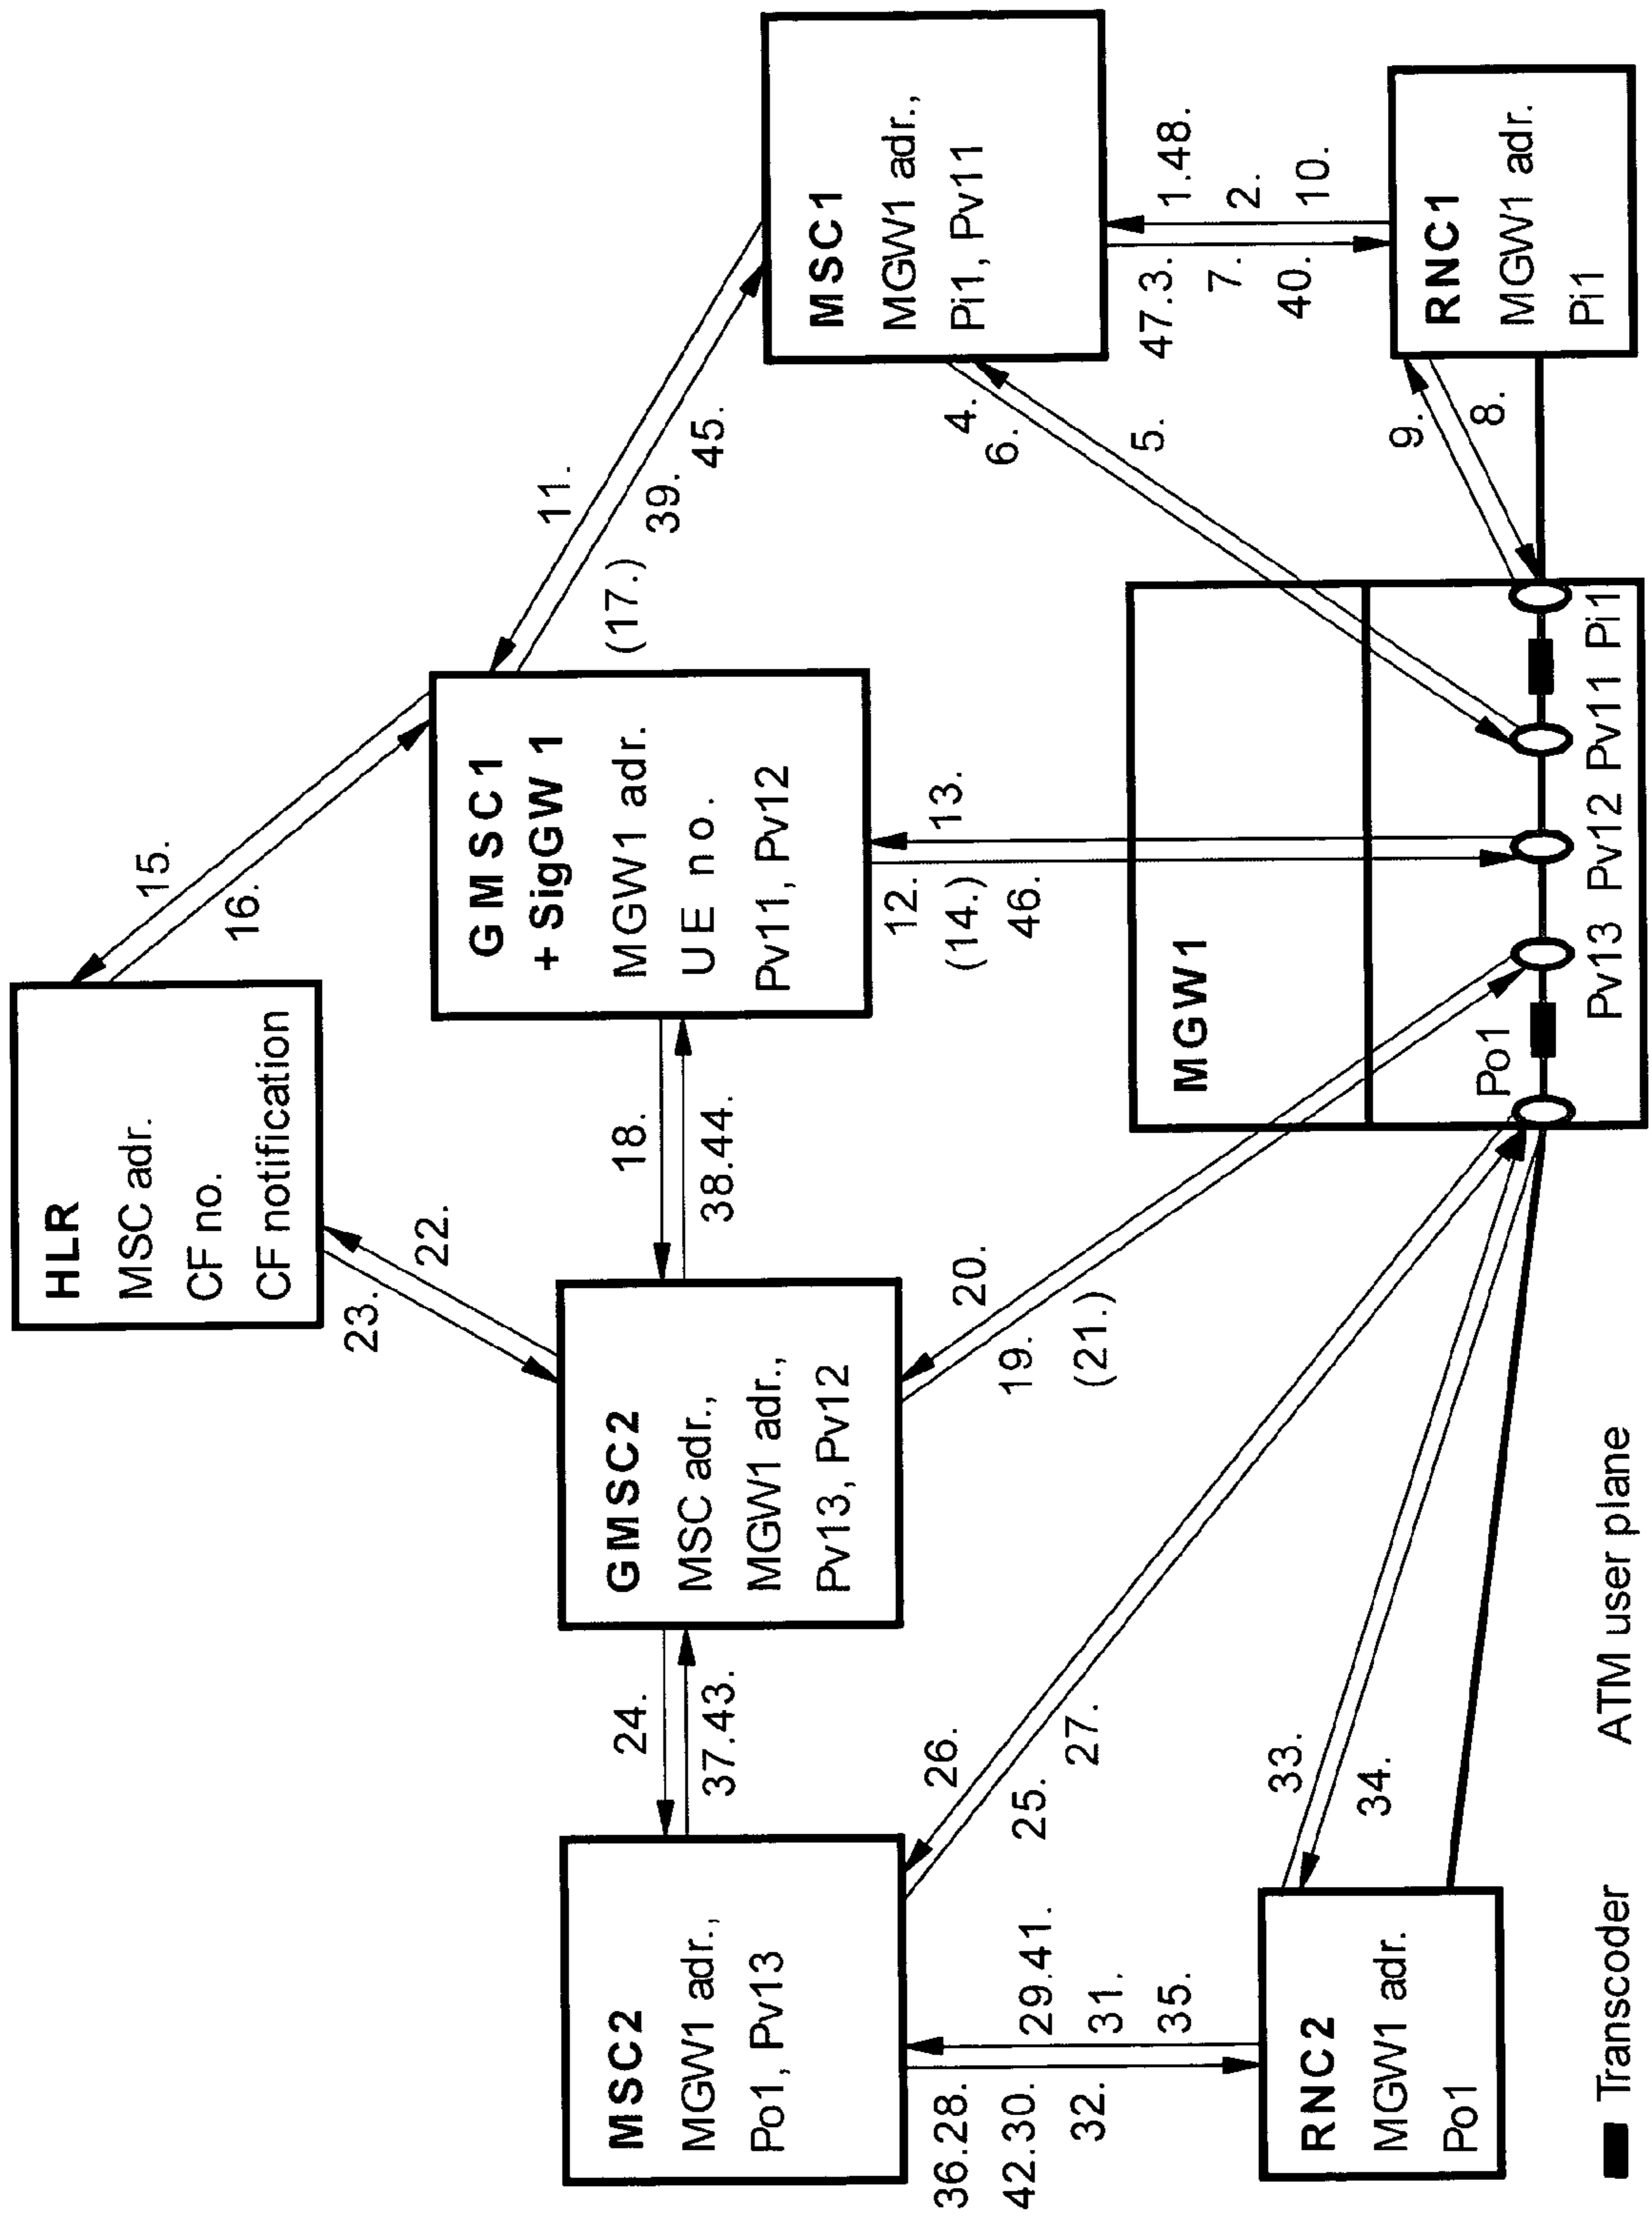 HLR
MSC adr.
CF no.
CF notification
23.
22.
15.
16.
MSC2
MGW1 adr.,
Po1, Pv13
24.
37.43.
GMSC2
MSC adr.,
MGW1 adr.,
Pv13, Pv12
18.
38.44.
GMSC1
+SigGW 1
MGW1 adr.
UE no.
Pv11, Pv12
11.
(17.)
39.
45.
MSC1
MGW1 adr.,
Pi1, Pv11
36.28.
42.30.
32.
29.41.
31.
35.
26.
25.
27.
20.
19.
(21.)
12.
(14.)
46.
13.
4.
6.
5.
47.3.
7.
40.
1.48.
2.
10.
RNC2
MGW1 adr.
Po1
33.
34.
MGW1
Po1
Pv13 Pv12 Pv11 Pi1
9.
8.
RNC1
MGW1 adr.
Pi1
Transcoder
ATM user plane